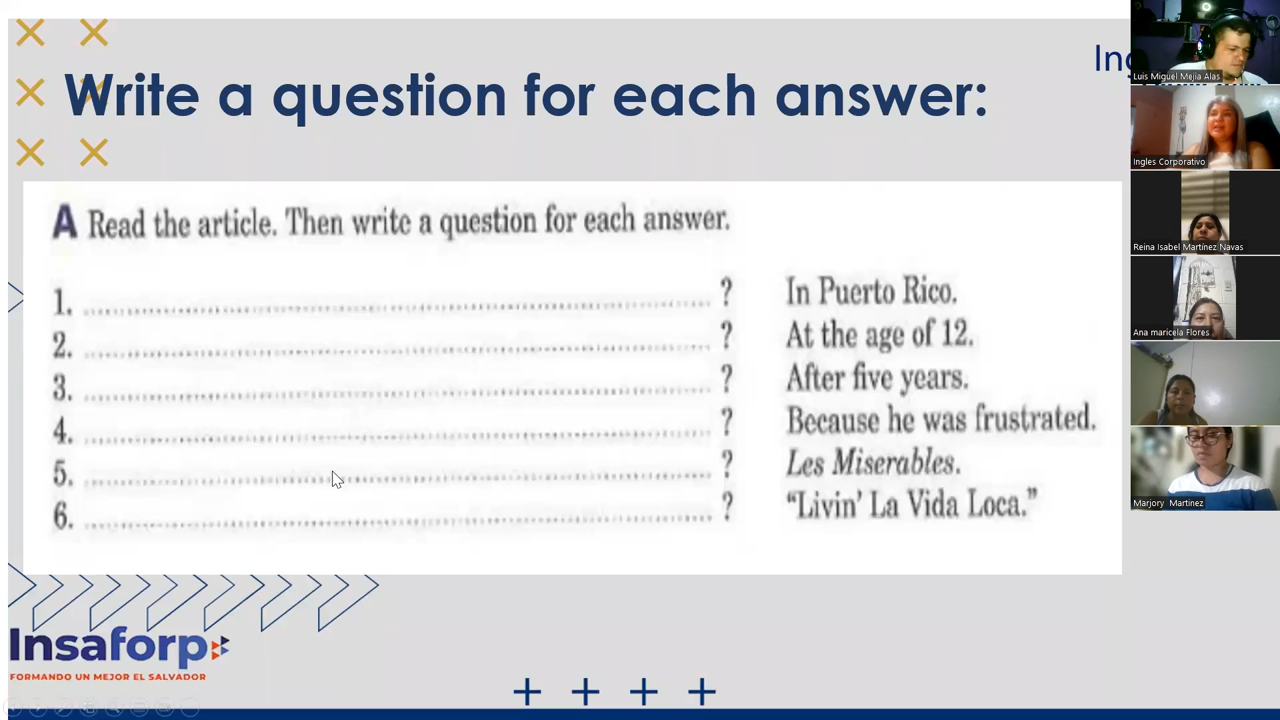 Write a question for each answer:
A Read the article. Then write a question for each answer.
1. ? In Puerto Rico.
2. ? At the age of 12.
3. ? After five years.
4. ? Because he was frustrated.
5. ? Les Miserables.
6. ? “Livin’ La Vida Loca.”
Insaforp
FORMANDO UN MEJOR EL SALVADOR
Luis Miguel Mejia Alas
Ingles Corporativo
Reina Isabel Martínez Navas
Ana maricela Flores
Marjory Martinez